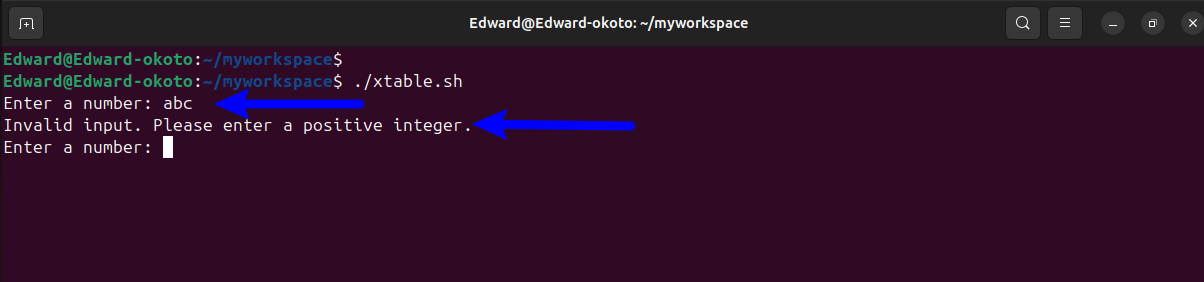 Edward@Edward-okoto: ~/myworkspace
Edward@Edward-okoto:~/myworkspace$
Edward@Edward-okoto:~/myworkspace$ ./xtable.sh
Enter a number: abc
Invalid input. Please enter a positive integer.
Enter a number: